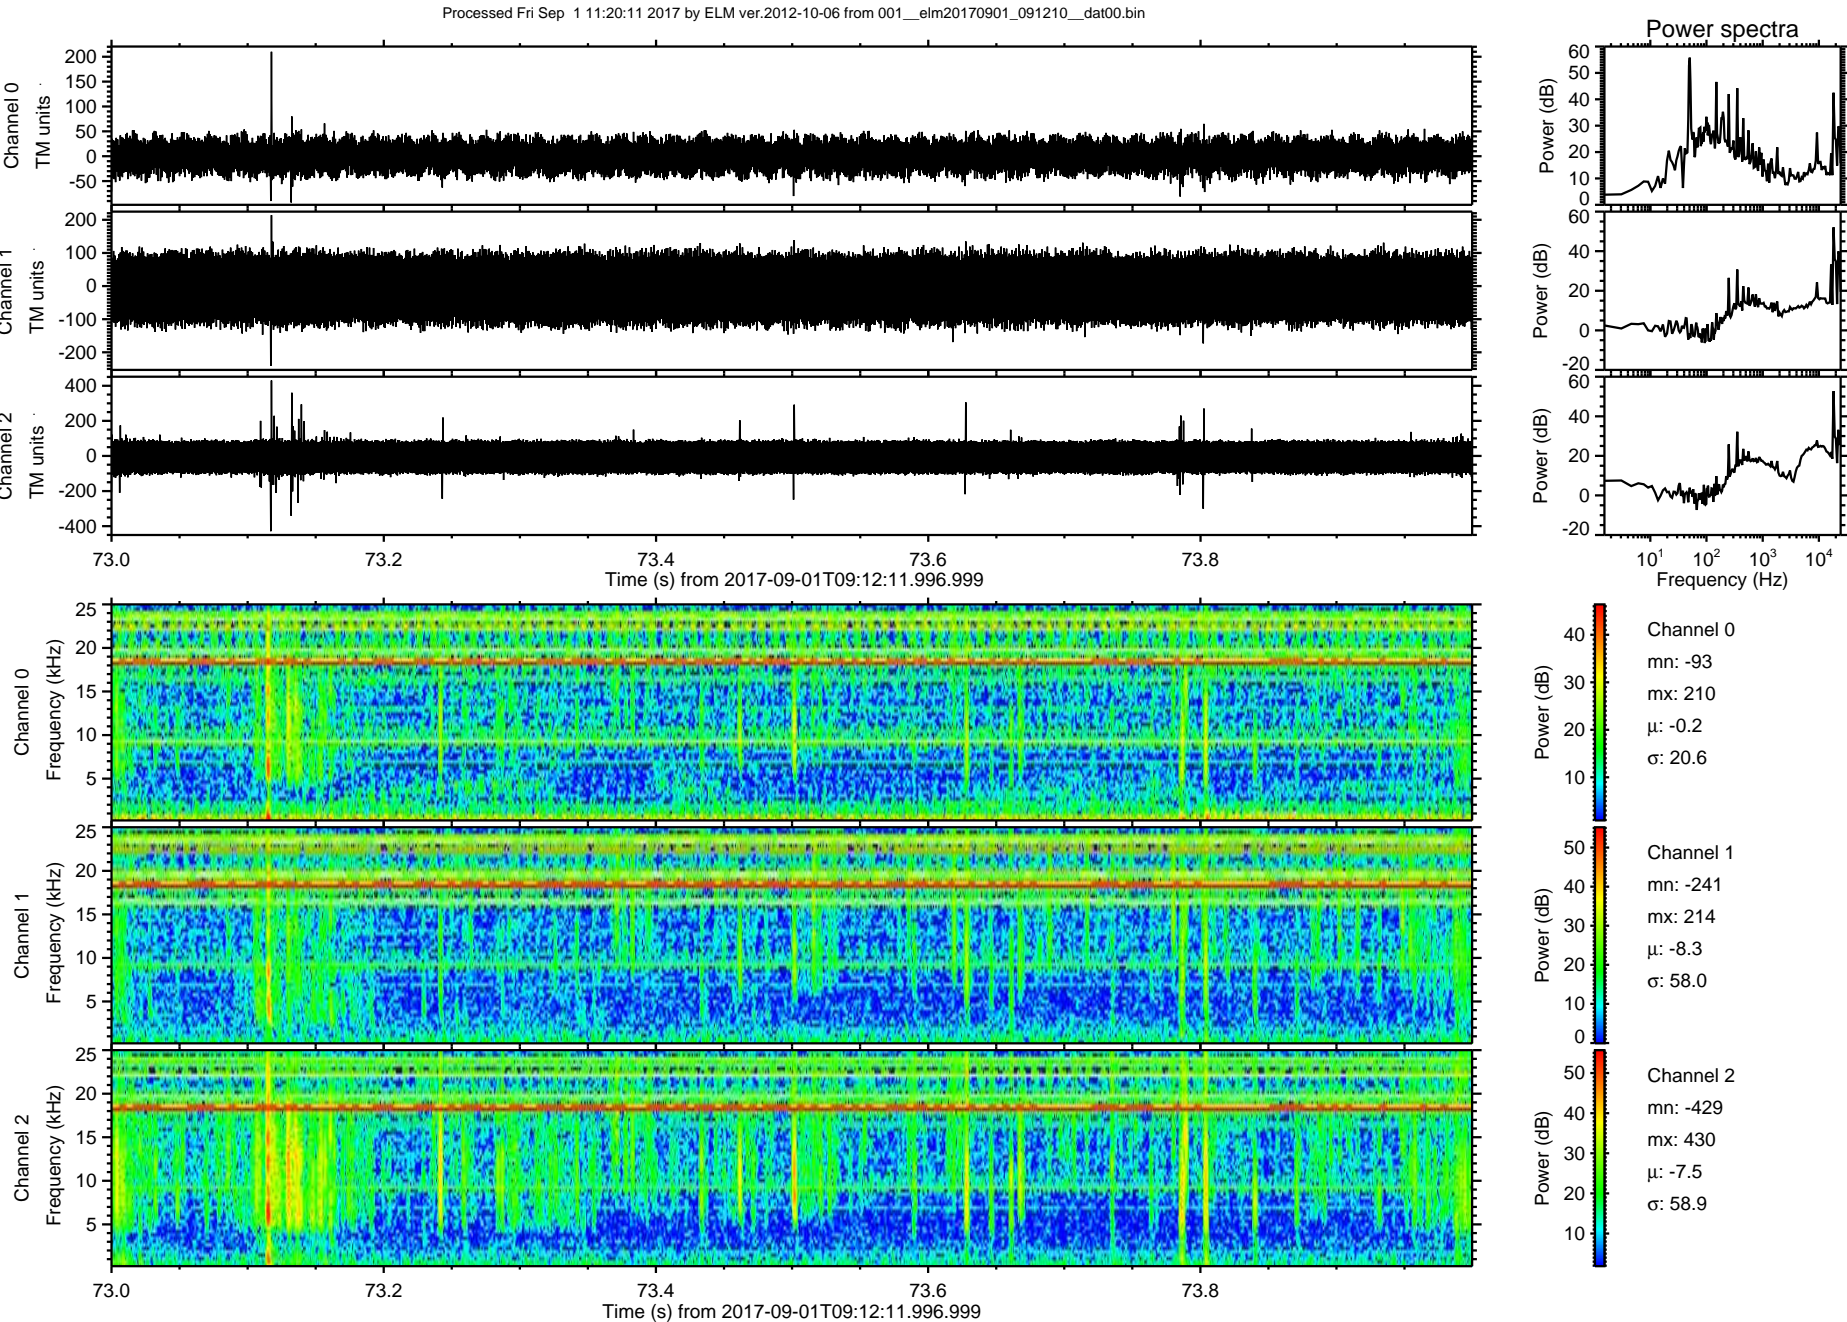 Processed Fri Sep  1 11:20:11 2017 by ELM ver.2012-10-06 from 001__elm20170901_091210__dat00.bin
Power spectra
Channel 0
TM units
200
150
100
50
0
-50
Power (dB)
60
50
40
30
20
10
0
Channel 1
TM units
200
100
0
-100
-200
Power (dB)
60
40
20
0
-20
Channel 2
TM units
400
200
0
-200
-400
Power (dB)
60
40
20
0
-20
73.0 73.2 73.4 73.6 73.8
Time (s) from 2017-09-01T09:12:11.996.999
10^1 10^2 10^3 10^4
Frequency (Hz)
Channel 0
Frequency (kHz)
25
20
15
10
5
Power (dB)
40
30
20
10
Channel 0
mn: -93
mx: 210
μ: -0.2
σ: 20.6
Channel 1
Frequency (kHz)
25
20
15
10
5
Power (dB)
50
40
30
20
10
0
Channel 1
mn: -241
mx: 214
μ: -8.3
σ: 58.0
Channel 2
Frequency (kHz)
25
20
15
10
5
Power (dB)
50
40
30
20
10
Channel 2
mn: -429
mx: 430
μ: -7.5
σ: 58.9
73.0 73.2 73.4 73.6 73.8
Time (s) from 2017-09-01T09:12:11.996.999